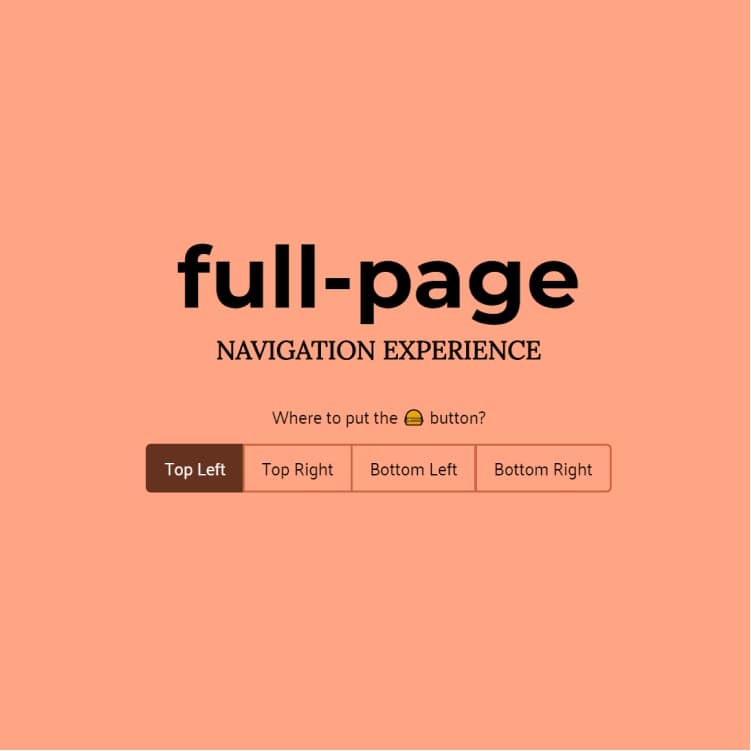 full-page
NAVIGATION EXPERIENCE
Where to put the 🍔 button?
Top Left Top Right Bottom Left Bottom Right